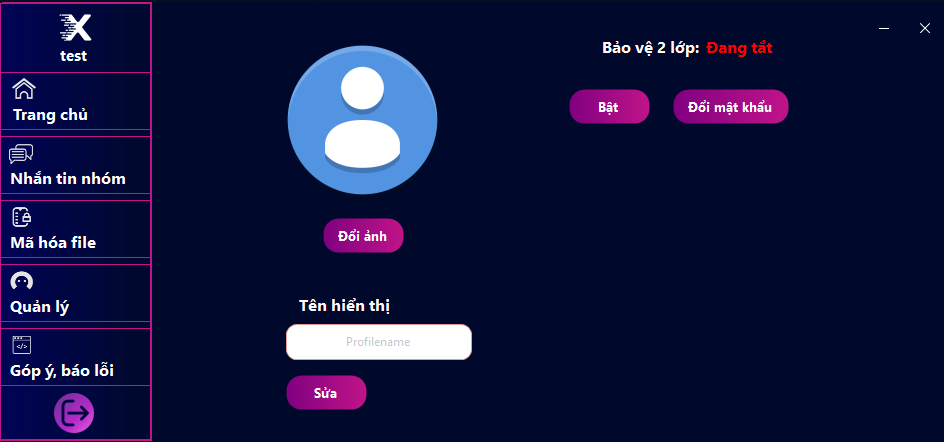 X
test
Trang chủ
Nhắn tin nhóm
Mã hóa file
Quản lý
Góp ý, báo lỗi
Đổi ảnh
Tên hiển thị
Profilename
Sửa
Bảo vệ 2 lớp: Đang tắt
Bật
Đổi mật khẩu